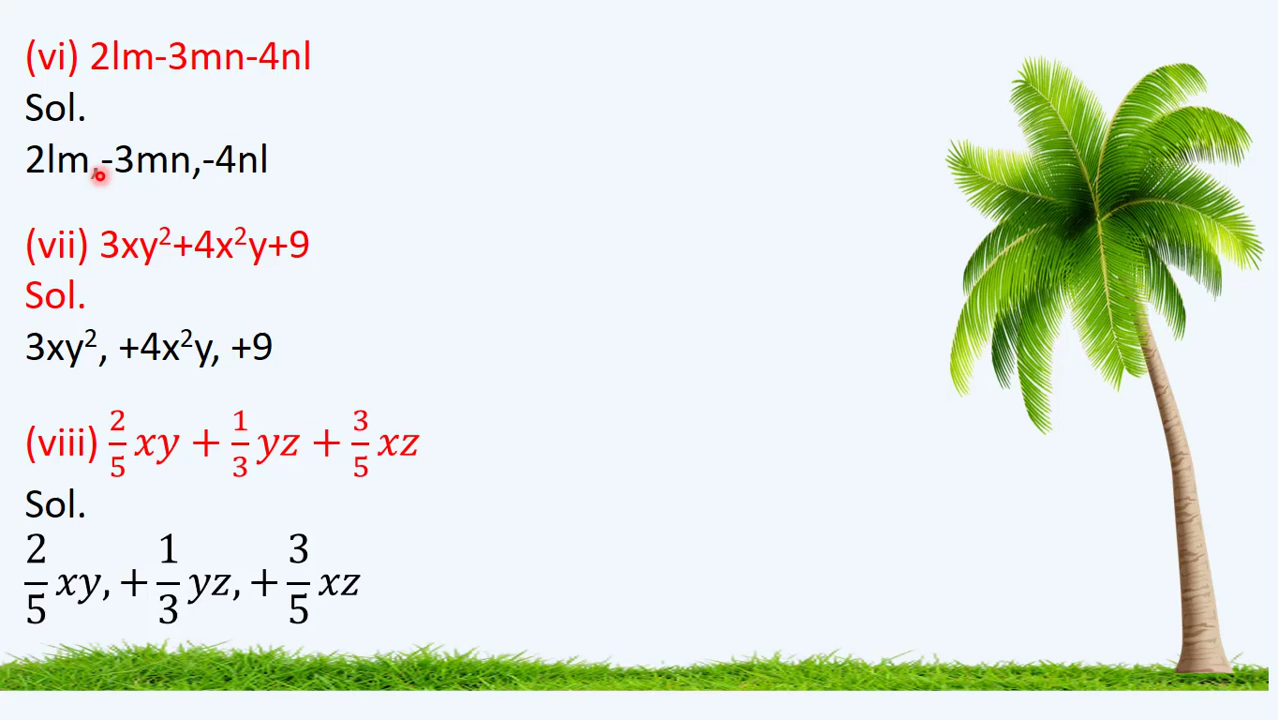 (vi) 2lm-3mn-4nl
Sol.
2lm,-3mn,-4nl
(vii) 3xy²+4x²y+9
Sol.
3xy², +4x²y, +9
(viii) 2/5 xy + 1/3 yz + 3/5 xz
Sol.
2/5 xy, + 1/3 yz, + 3/5 xz